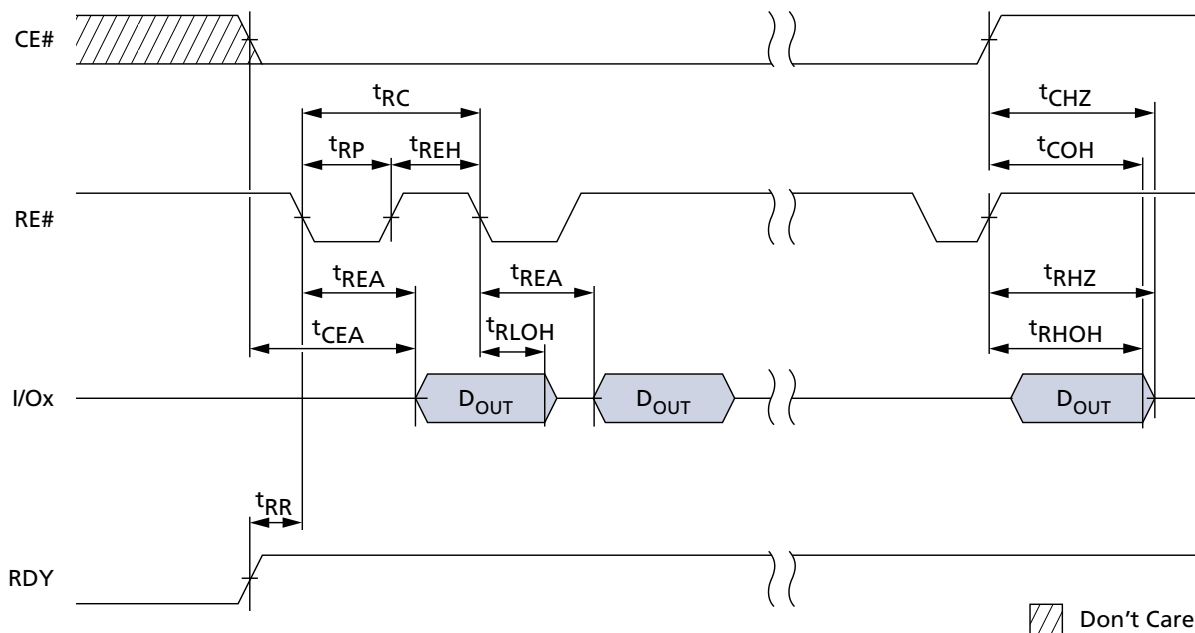 CE#
tRC
tCHZ
tRP
tREH
tCOH
RE#
tREA
tREA
tRHZ
tCEA
tRLOH
tRHOH
I/Ox
DOUT
DOUT
DOUT
tRR
RDY
Don't Care